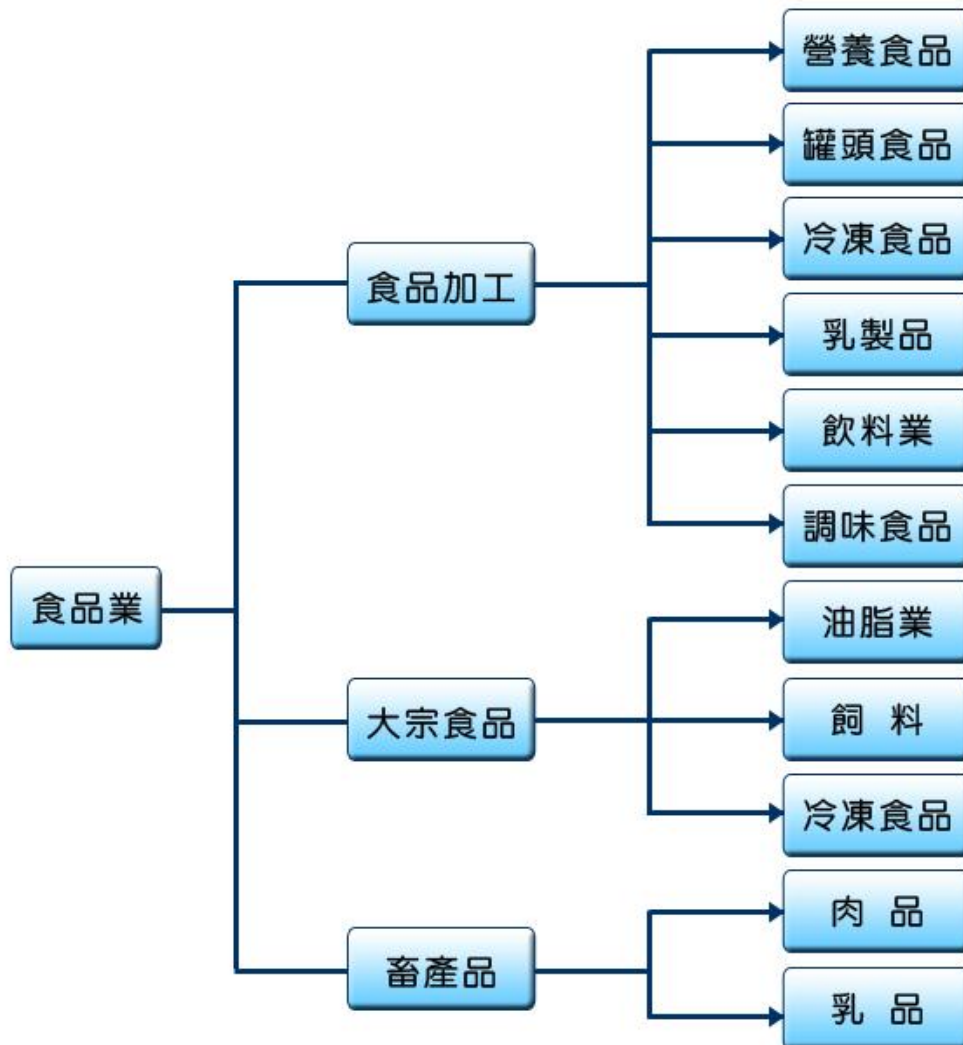 食品業
食品加工
營養食品
罐頭食品
冷凍食品
乳製品
飲料業
調味食品
大宗食品
油脂業
飼 料
冷凍食品
畜產品
肉 品
乳 品